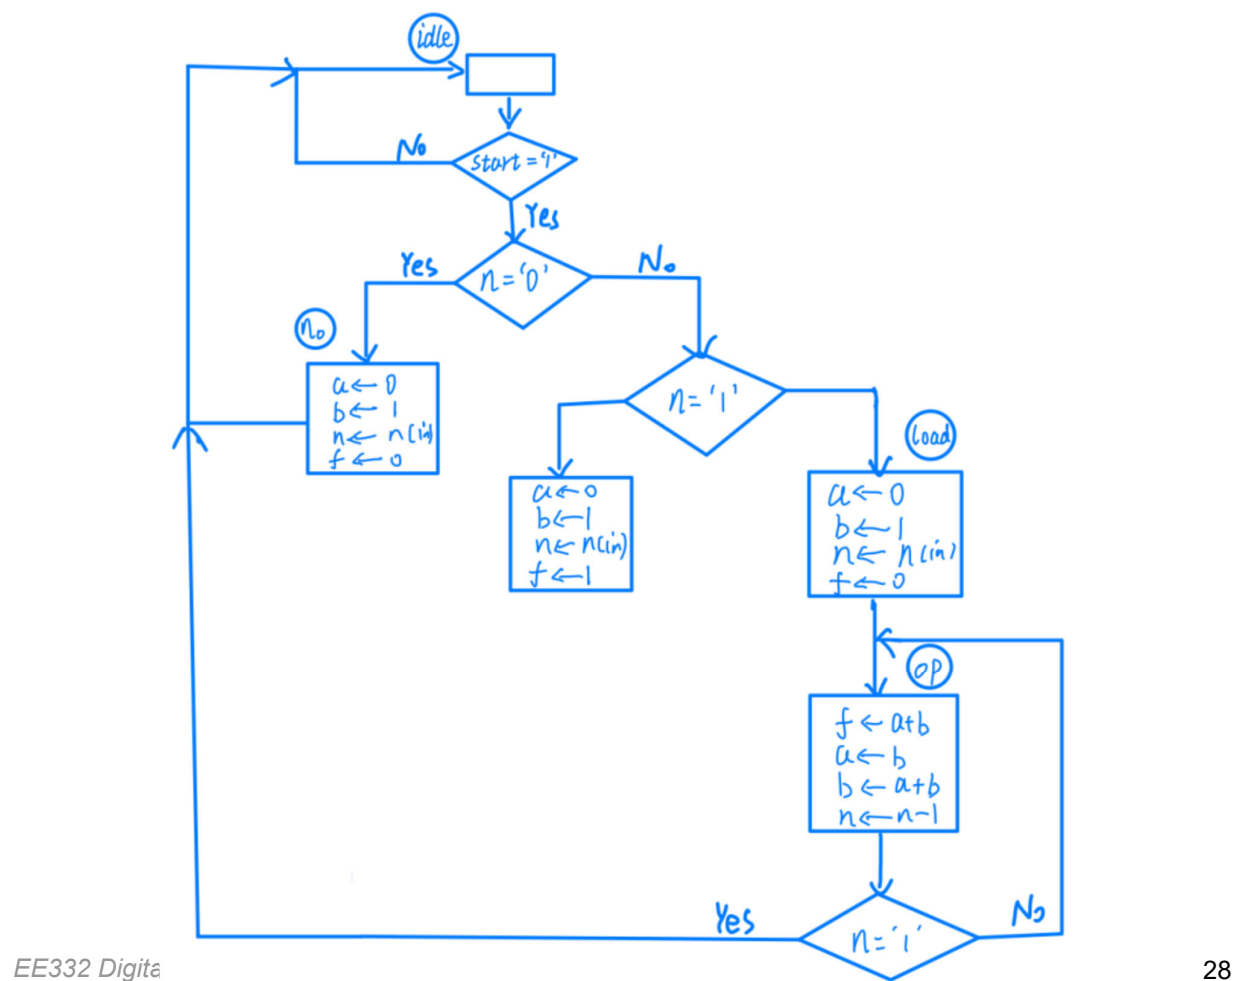 idle
No
start = '1'
Yes
Yes
n = '0'
No
n0
a ← 0
b ← 1
n ← n(in)
f ← 0
n = '1'
load
a ← 0
b ← 1
n ← n(in)
f ← 1
a ← 0
b ← 1
n ← n(in)
f ← 0
op
f ← a+b
a ← b
b ← a+b
n ← n-1
Yes
n = '1'
No
EE332 Digita
28